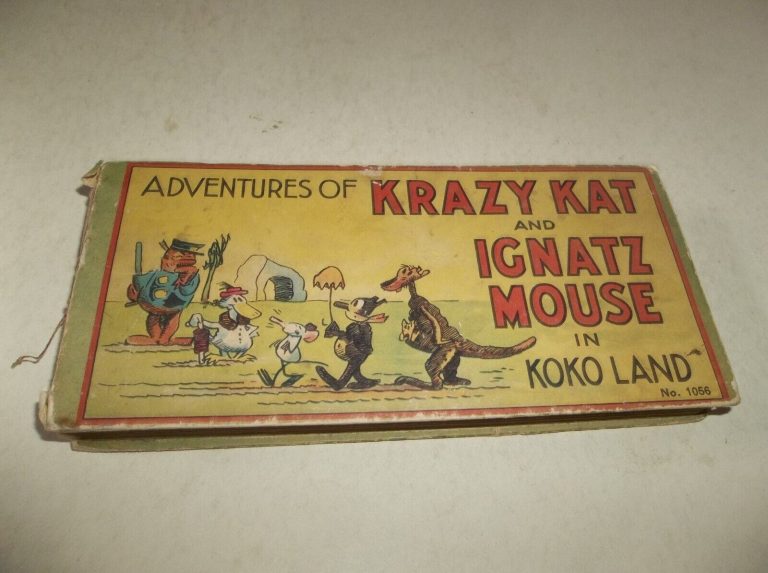 ADVENTURES OF KRAZY KAT
AND
IGNATZ
MOUSE
IN
KOKO LAND
No. 1056